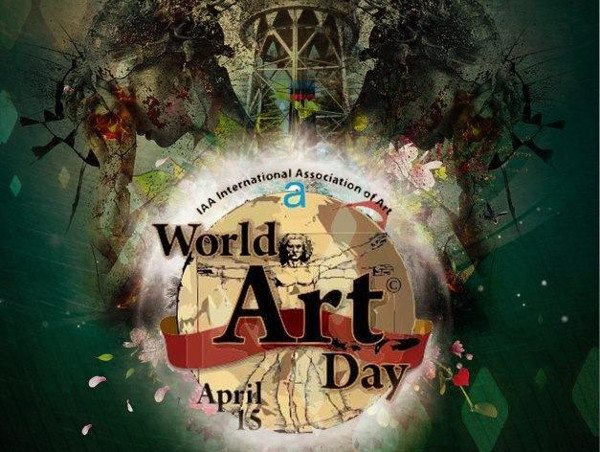 IAA International Association of Art
a
World
Art©
Day
April
15